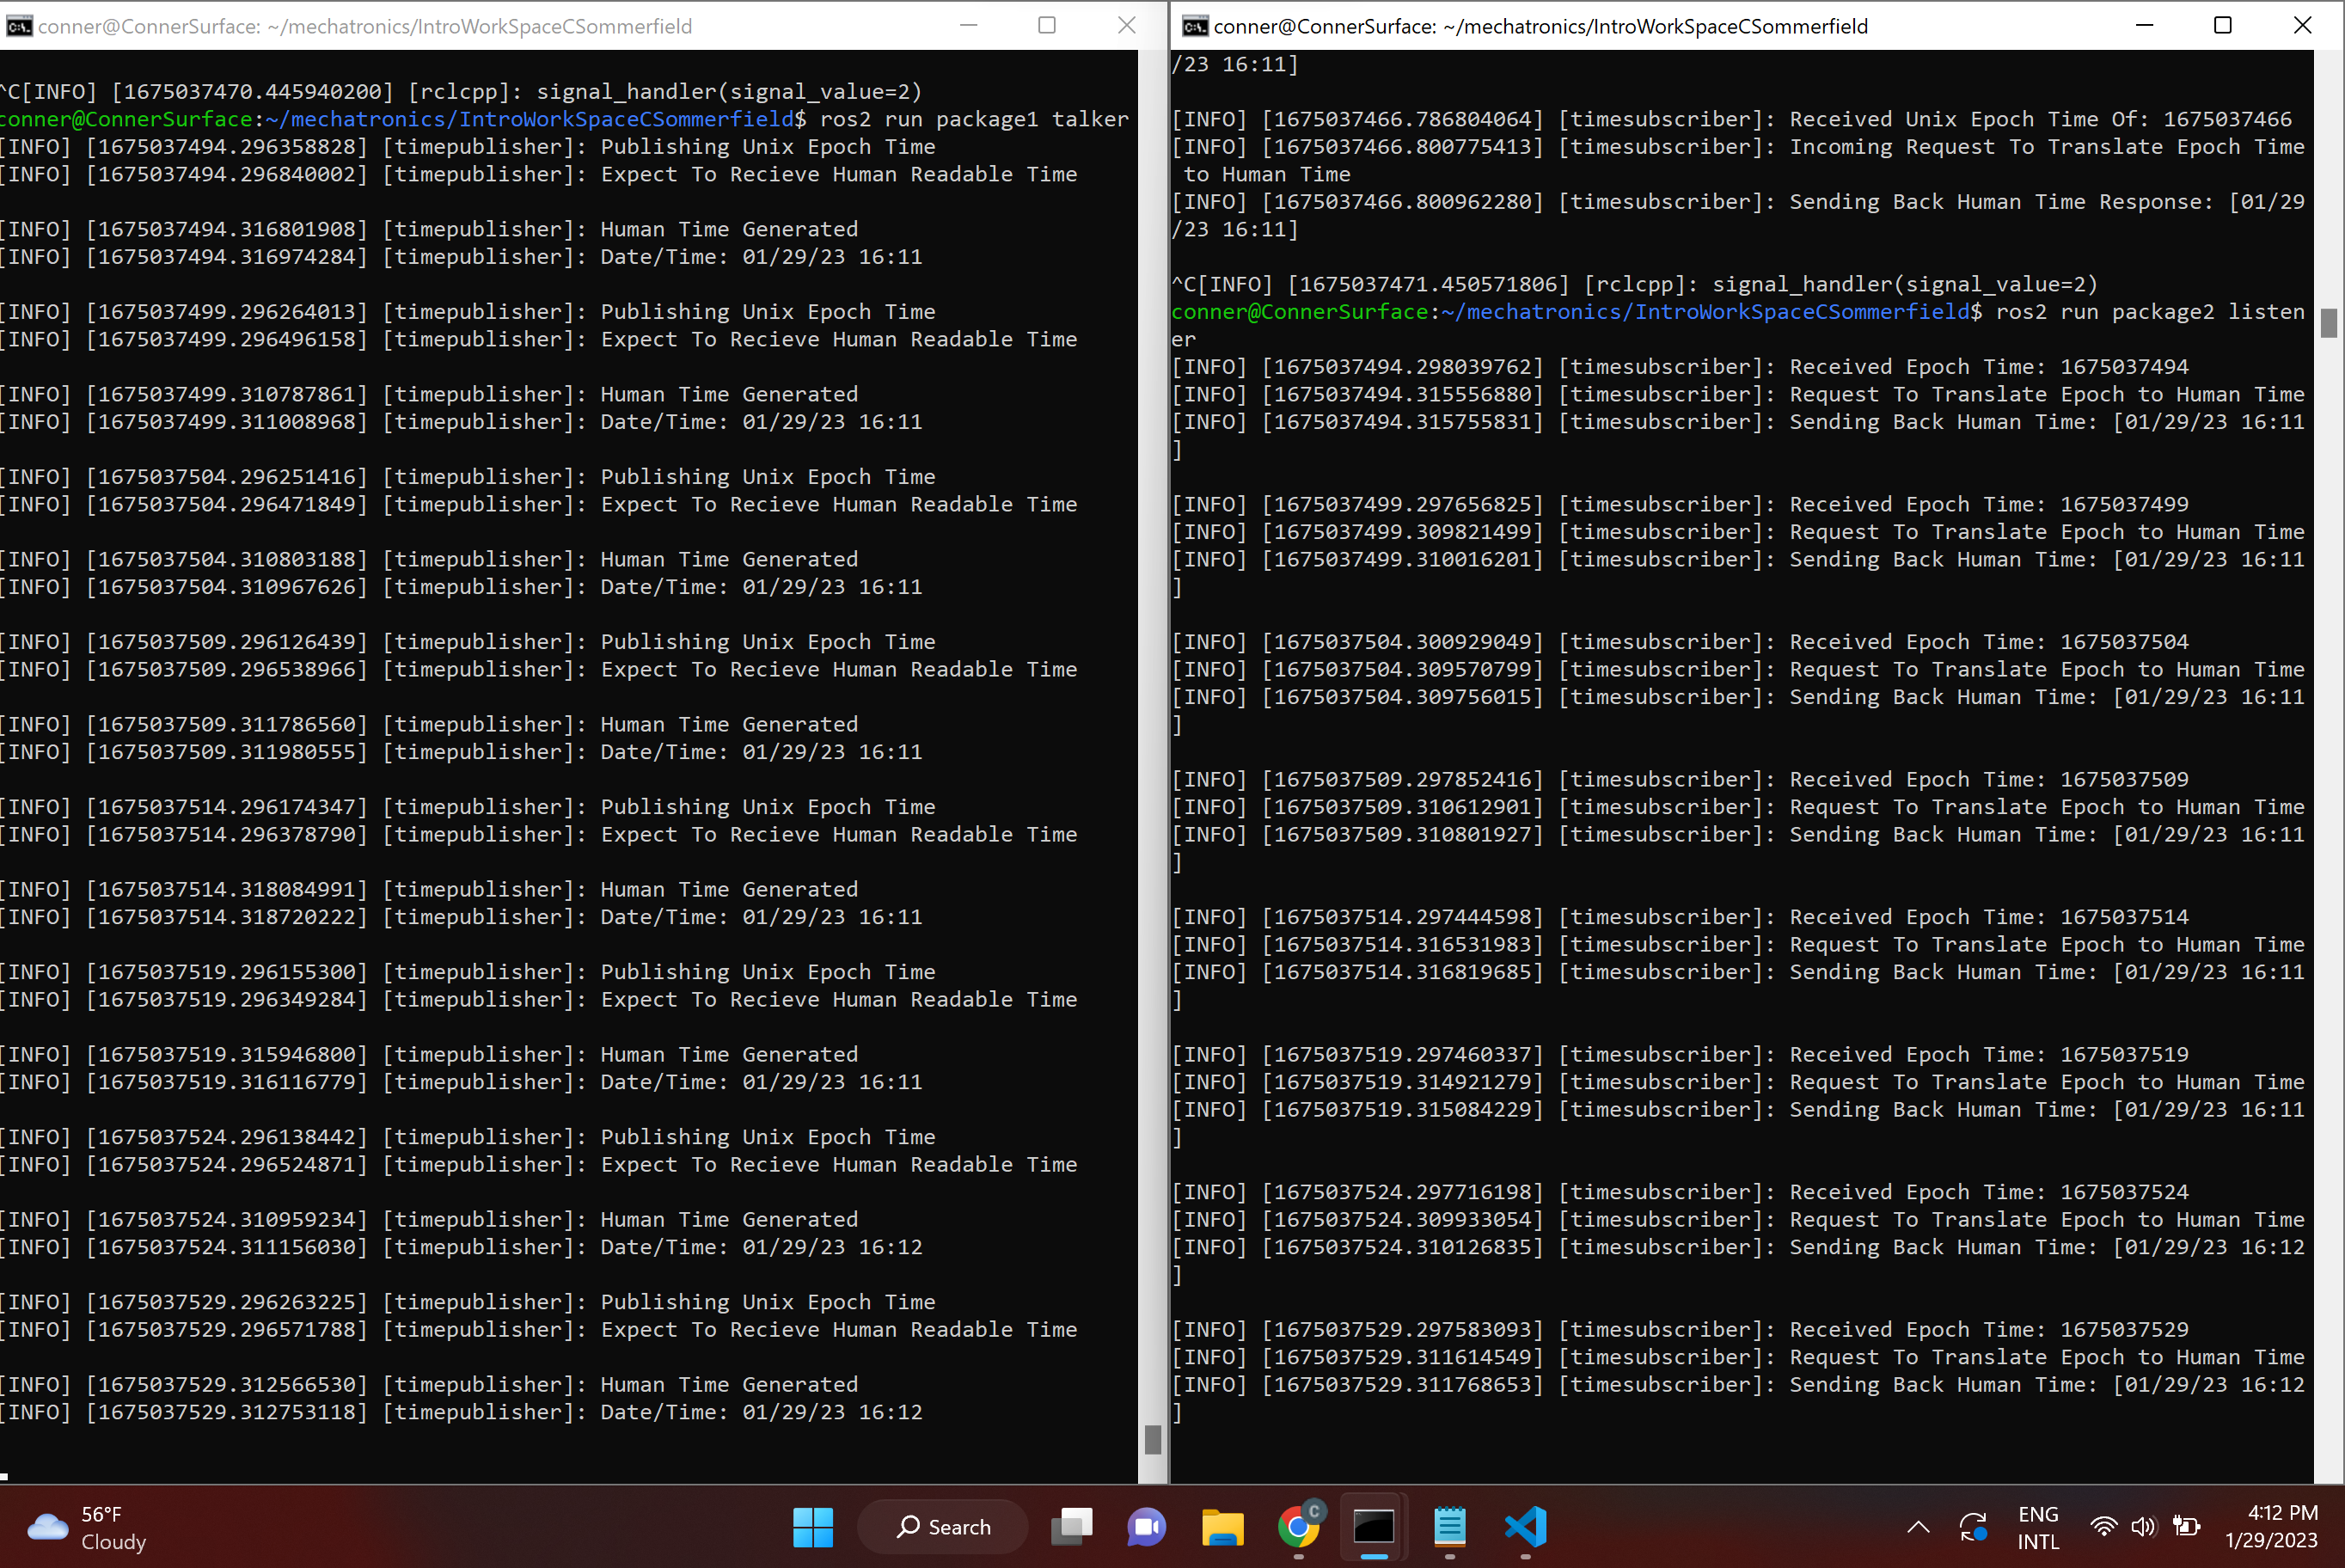 conner@ConnerSurface: ~/mechatronics/IntroWorkSpaceCSommerfield
^C[INFO] [1675037470.445940200] [rclcpp]: signal_handler(signal_value=2)
conner@ConnerSurface:~/mechatronics/IntroWorkSpaceCSommerfield$ ros2 run package1 talker
[INFO] [1675037494.296358828] [timepublisher]: Publishing Unix Epoch Time
[INFO] [1675037494.296840002] [timepublisher]: Expect To Recieve Human Readable Time
[INFO] [1675037494.316801908] [timepublisher]: Human Time Generated
[INFO] [1675037494.316974284] [timepublisher]: Date/Time: 01/29/23 16:11
[INFO] [1675037499.296264013] [timepublisher]: Publishing Unix Epoch Time
[INFO] [1675037499.296496158] [timepublisher]: Expect To Recieve Human Readable Time
[INFO] [1675037499.310787861] [timepublisher]: Human Time Generated
[INFO] [1675037499.311008968] [timepublisher]: Date/Time: 01/29/23 16:11
[INFO] [1675037504.296251416] [timepublisher]: Publishing Unix Epoch Time
[INFO] [1675037504.296471849] [timepublisher]: Expect To Recieve Human Readable Time
[INFO] [1675037504.310803188] [timepublisher]: Human Time Generated
[INFO] [1675037504.310967626] [timepublisher]: Date/Time: 01/29/23 16:11
[INFO] [1675037509.296126439] [timepublisher]: Publishing Unix Epoch Time
[INFO] [1675037509.296538966] [timepublisher]: Expect To Recieve Human Readable Time
[INFO] [1675037509.311786560] [timepublisher]: Human Time Generated
[INFO] [1675037509.311980555] [timepublisher]: Date/Time: 01/29/23 16:11
[INFO] [1675037514.296174347] [timepublisher]: Publishing Unix Epoch Time
[INFO] [1675037514.296378790] [timepublisher]: Expect To Recieve Human Readable Time
[INFO] [1675037514.318084991] [timepublisher]: Human Time Generated
[INFO] [1675037514.318720222] [timepublisher]: Date/Time: 01/29/23 16:11
[INFO] [1675037519.296155300] [timepublisher]: Publishing Unix Epoch Time
[INFO] [1675037519.296349284] [timepublisher]: Expect To Recieve Human Readable Time
[INFO] [1675037519.315946800] [timepublisher]: Human Time Generated
[INFO] [1675037519.316116779] [timepublisher]: Date/Time: 01/29/23 16:11
[INFO] [1675037524.296138442] [timepublisher]: Publishing Unix Epoch Time
[INFO] [1675037524.296524871] [timepublisher]: Expect To Recieve Human Readable Time
[INFO] [1675037524.310959234] [timepublisher]: Human Time Generated
[INFO] [1675037524.311156030] [timepublisher]: Date/Time: 01/29/23 16:12
[INFO] [1675037529.296263225] [timepublisher]: Publishing Unix Epoch Time
[INFO] [1675037529.296571788] [timepublisher]: Expect To Recieve Human Readable Time
[INFO] [1675037529.312566530] [timepublisher]: Human Time Generated
[INFO] [1675037529.312753118] [timepublisher]: Date/Time: 01/29/23 16:12
conner@ConnerSurface: ~/mechatronics/IntroWorkSpaceCSommerfield
/23 16:11]
[INFO] [1675037466.786804064] [timesubscriber]: Received Unix Epoch Time Of: 1675037466
[INFO] [1675037466.800775413] [timesubscriber]: Incoming Request To Translate Epoch Time
to Human Time
[INFO] [1675037466.800962280] [timesubscriber]: Sending Back Human Time Response: [01/29
/23 16:11]
^C[INFO] [1675037471.450571806] [rclcpp]: signal_handler(signal_value=2)
conner@ConnerSurface:~/mechatronics/IntroWorkSpaceCSommerfield$ ros2 run package2 listen
er
[INFO] [1675037494.298039762] [timesubscriber]: Received Epoch Time: 1675037494
[INFO] [1675037494.315556880] [timesubscriber]: Request To Translate Epoch to Human Time
[INFO] [1675037494.315755831] [timesubscriber]: Sending Back Human Time: [01/29/23 16:11
]
[INFO] [1675037499.297656825] [timesubscriber]: Received Epoch Time: 1675037499
[INFO] [1675037499.309821499] [timesubscriber]: Request To Translate Epoch to Human Time
[INFO] [1675037499.310016201] [timesubscriber]: Sending Back Human Time: [01/29/23 16:11
]
[INFO] [1675037504.300929049] [timesubscriber]: Received Epoch Time: 1675037504
[INFO] [1675037504.309570799] [timesubscriber]: Request To Translate Epoch to Human Time
[INFO] [1675037504.309756015] [timesubscriber]: Sending Back Human Time: [01/29/23 16:11
]
[INFO] [1675037509.297852416] [timesubscriber]: Received Epoch Time: 1675037509
[INFO] [1675037509.310612901] [timesubscriber]: Request To Translate Epoch to Human Time
[INFO] [1675037509.310801927] [timesubscriber]: Sending Back Human Time: [01/29/23 16:11
]
[INFO] [1675037514.297444598] [timesubscriber]: Received Epoch Time: 1675037514
[INFO] [1675037514.316531983] [timesubscriber]: Request To Translate Epoch to Human Time
[INFO] [1675037514.316819685] [timesubscriber]: Sending Back Human Time: [01/29/23 16:11
]
[INFO] [1675037519.297460337] [timesubscriber]: Received Epoch Time: 1675037519
[INFO] [1675037519.314921279] [timesubscriber]: Request To Translate Epoch to Human Time
[INFO] [1675037519.315084229] [timesubscriber]: Sending Back Human Time: [01/29/23 16:11
]
[INFO] [1675037524.297716198] [timesubscriber]: Received Epoch Time: 1675037524
[INFO] [1675037524.309933054] [timesubscriber]: Request To Translate Epoch to Human Time
[INFO] [1675037524.310126835] [timesubscriber]: Sending Back Human Time: [01/29/23 16:12
]
[INFO] [1675037529.297583093] [timesubscriber]: Received Epoch Time: 1675037529
[INFO] [1675037529.311614549] [timesubscriber]: Request To Translate Epoch to Human Time
[INFO] [1675037529.311768653] [timesubscriber]: Sending Back Human Time: [01/29/23 16:12
]
56°F
Cloudy
Search
C
ENG
INTL
4:12 PM
1/29/2023